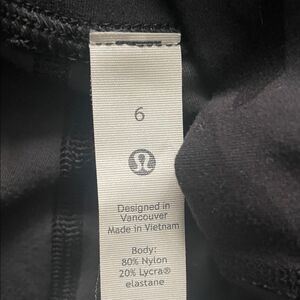 6
Designed in
Vancouver
Made in Vietnam
Body:
80% Nylon
20% Lycra®
elastane